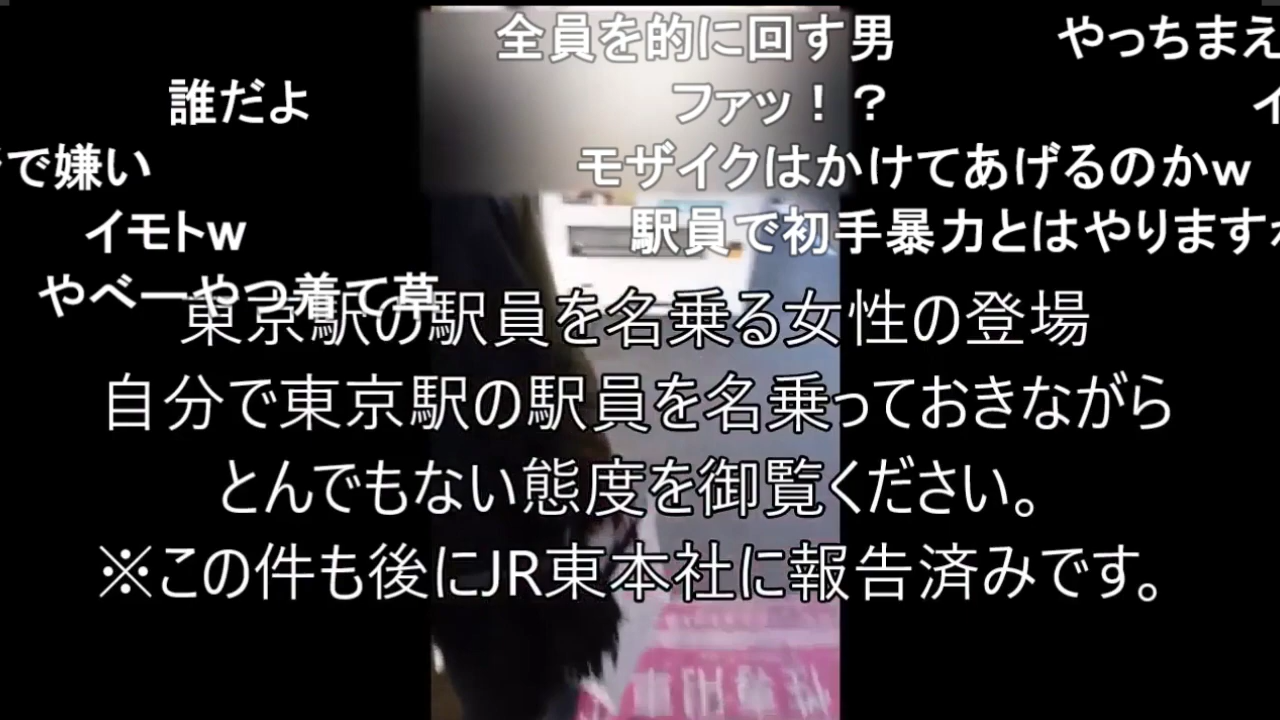 全員を的に回す男
やっちまえ
誰だよ
ファッ！？
イ
で嫌い
モザイクはかけてあげるのかw
イモトw
駅員で初手暴力とはやります
やべーやつ着て草
東京駅の駅員を名乗る女性の登場
自分で東京駅の駅員を名乗っておきながら
とんでもない態度を御覧ください。
※この件も後にJR東本社に報告済みです。
性専用車